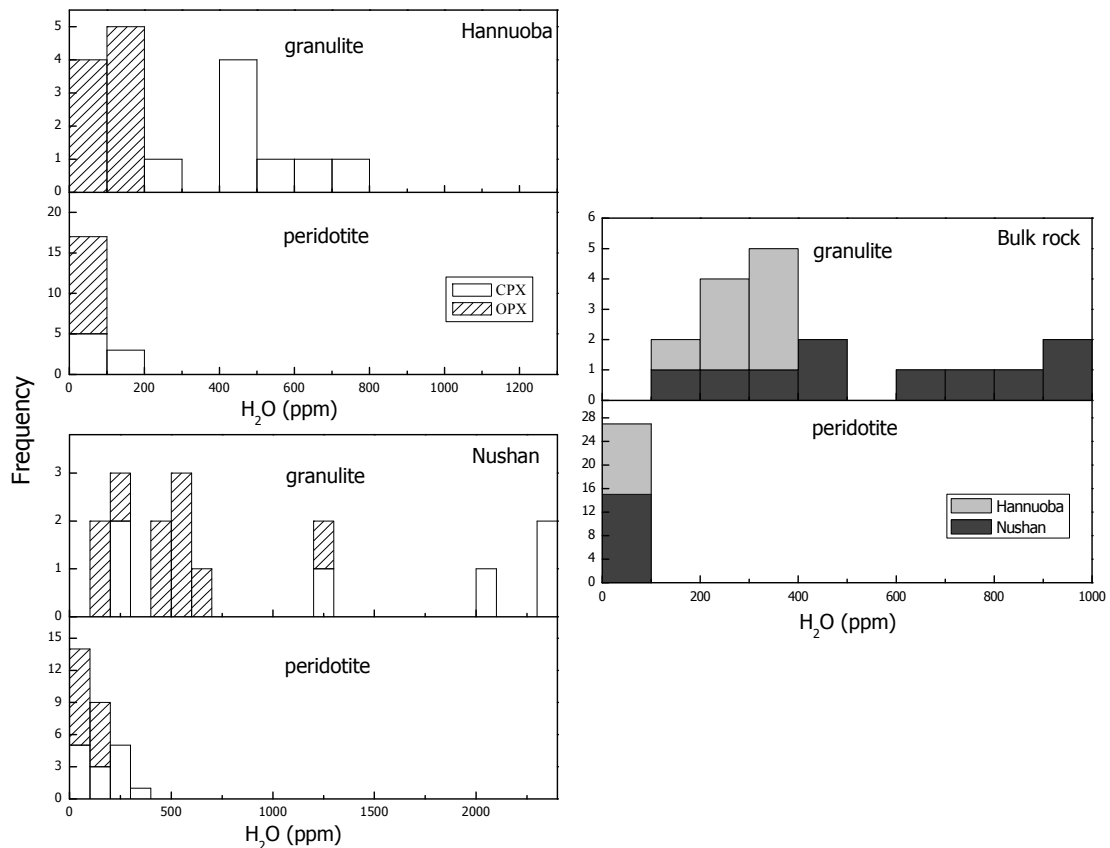 Hannuoba
granulite
5
4
3
2
1
0
peridotite
20
15
10
5
0
CPX
OPX
0 200 400 600 800 1000 1200
H₂O (ppm)
Frequency
Nushan
granulite
3
2
1
0
peridotite
15
12
9
6
3
0
0 500 1000 1500 2000
H₂O (ppm)
Bulk rock
granulite
6
5
4
3
2
1
0
peridotite
28
24
20
16
12
8
4
0
Hannuoba
Nushan
0 200 400 600 800 1000
H₂O (ppm)